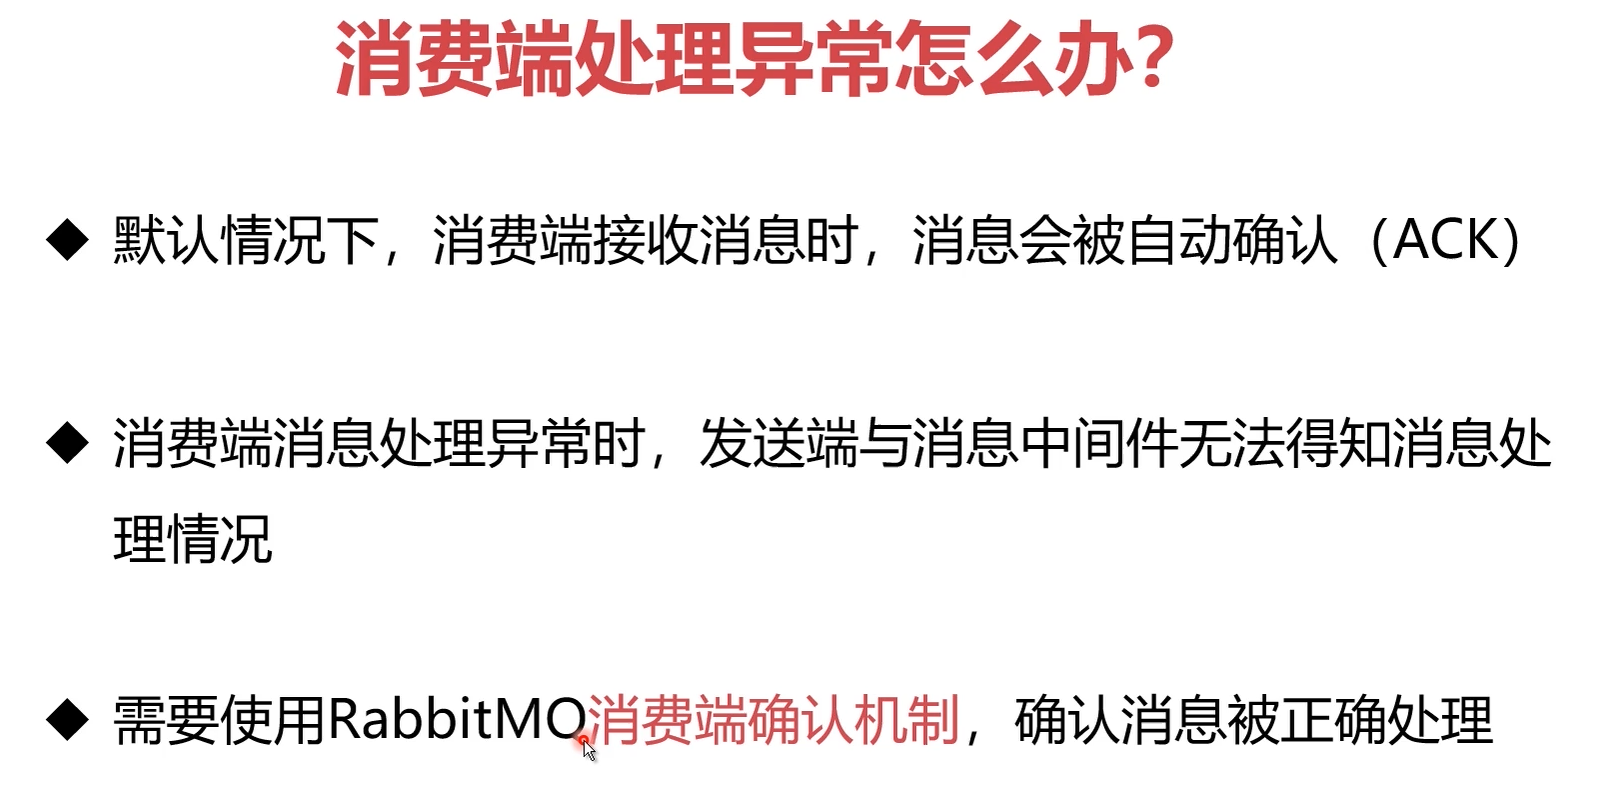 消费端处理异常怎么办?
◆ 默认情况下，消费端接收消息时，消息会被自动确认（ACK）
◆ 消费端消息处理异常时，发送端与消息中间件无法得知消息处
理情况
◆ 需要使用RabbitMQ消费端确认机制，确认消息被正确处理